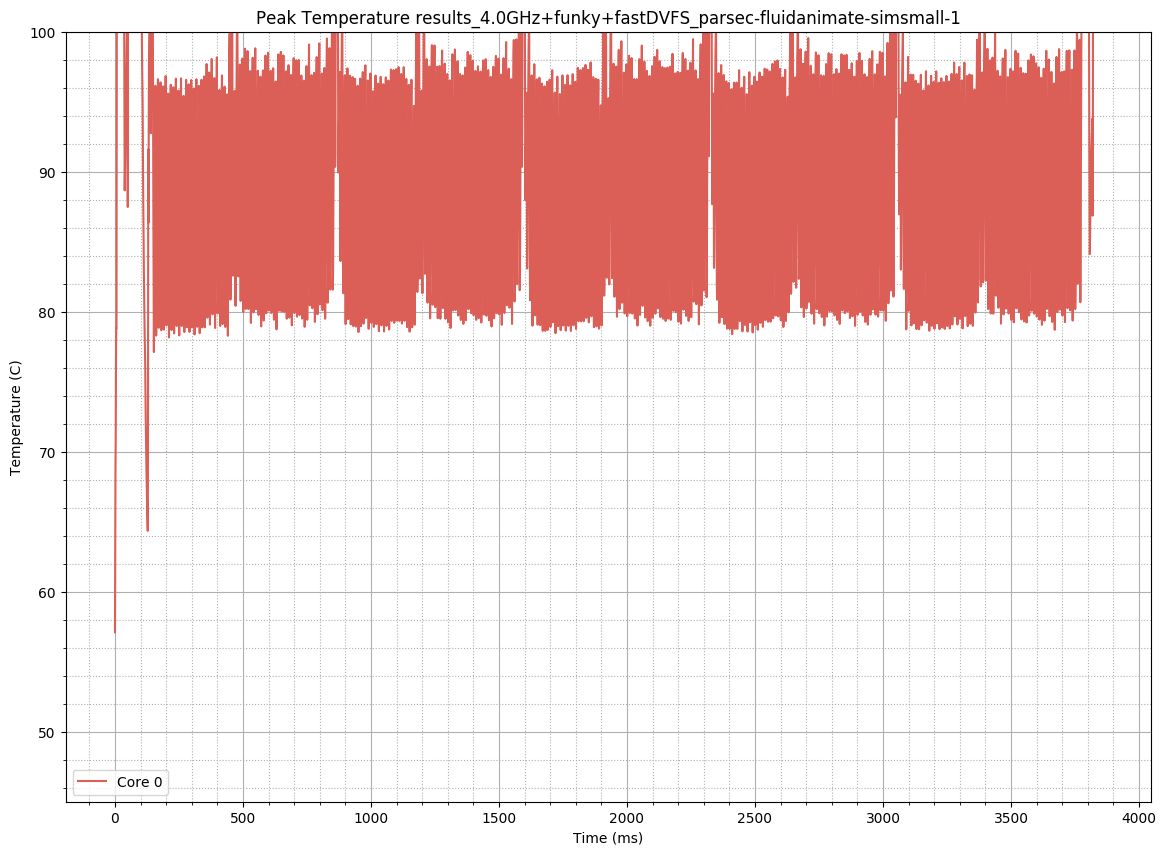 Peak Temperature results_4.0GHz+funky+fastDVFS_parsec-fluidanimate-simsmall-1
100
90
80
70
60
50
Temperature (C)
Core 0
0 500 1000 1500 2000 2500 3000 3500 4000
Time (ms)